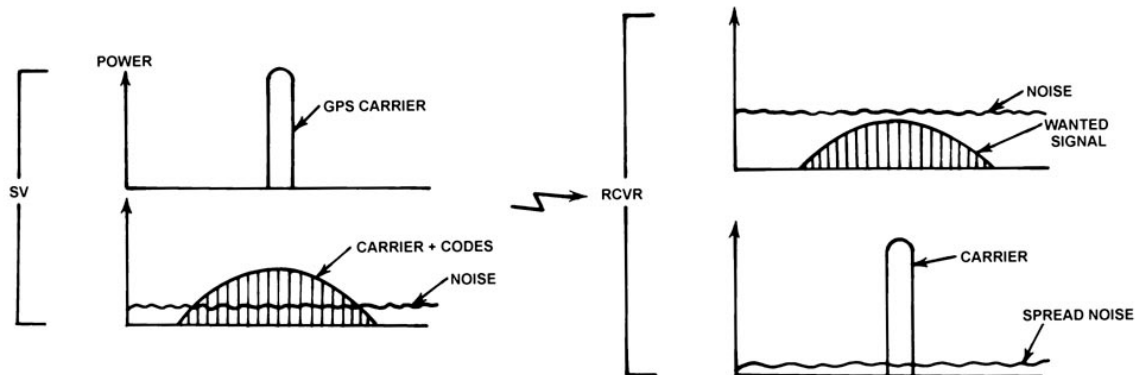 POWER
GPS CARRIER
SV
CARRIER + CODES
NOISE
RCVR
NOISE
WANTED
SIGNAL
CARRIER
SPREAD NOISE